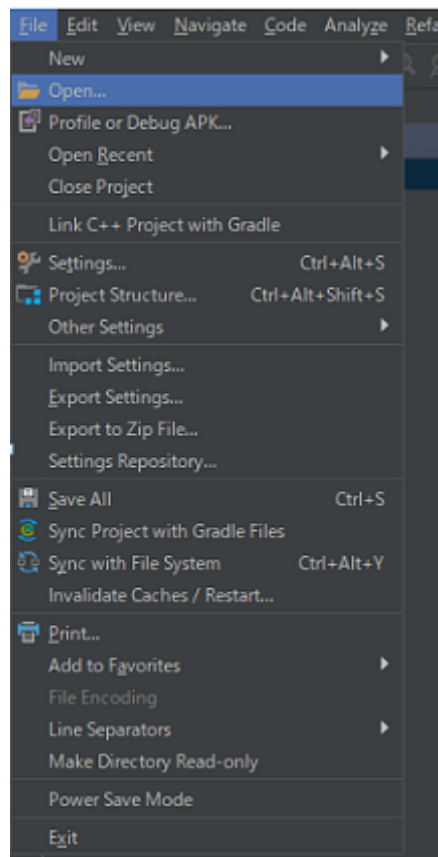 File Edit View Navigate Code Analyze Refa
New
Open...
Profile or Debug APK...
Open Recent
Close Project
Link C++ Project with Gradle
Settings... Ctrl+Alt+S
Project Structure... Ctrl+Alt+Shift+S
Other Settings
Import Settings...
Export Settings...
Export to Zip File...
Settings Repository...
Save All Ctrl+S
Sync Project with Gradle Files
Sync with File System Ctrl+Alt+Y
Invalidate Caches / Restart...
Print...
Add to Favorites
File Encoding
Line Separators
Make Directory Read-only
Power Save Mode
Exit